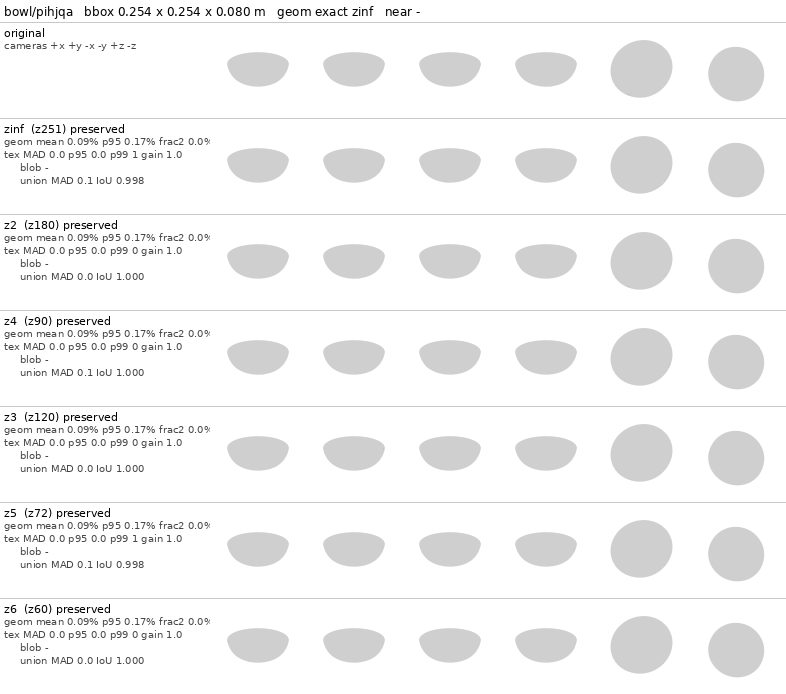 bowl/pihjqa   bbox 0.254 x 0.254 x 0.080 m   geom exact zinf   near -
original
cameras +x +y -x -y +z -z
zinf  (z251) preserved
geom mean 0.09% p95 0.17% frac2 0.0%
tex MAD 0.0 p95 0.0 p99 1 gain 1.0
blob -
union MAD 0.1 IoU 0.998
z2  (z180) preserved
geom mean 0.09% p95 0.17% frac2 0.0%
tex MAD 0.0 p95 0.0 p99 0 gain 1.0
blob -
union MAD 0.0 IoU 1.000
z4  (z90) preserved
geom mean 0.09% p95 0.17% frac2 0.0%
tex MAD 0.0 p95 0.0 p99 0 gain 1.0
blob -
union MAD 0.1 IoU 1.000
z3  (z120) preserved
geom mean 0.09% p95 0.17% frac2 0.0%
tex MAD 0.0 p95 0.0 p99 0 gain 1.0
blob -
union MAD 0.0 IoU 1.000
z5  (z72) preserved
geom mean 0.09% p95 0.17% frac2 0.0%
tex MAD 0.0 p95 0.0 p99 1 gain 1.0
blob -
union MAD 0.1 IoU 0.998
z6  (z60) preserved
geom mean 0.09% p95 0.17% frac2 0.0%
tex MAD 0.0 p95 0.0 p99 0 gain 1.0
blob -
union MAD 0.0 IoU 1.000